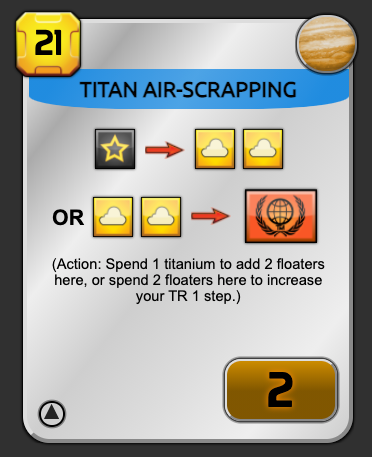 21
TITAN AIR-SCRAPPING
OR
(Action: Spend 1 titanium to add 2 floaters
here, or spend 2 floaters here to increase
your TR 1 step.)
2